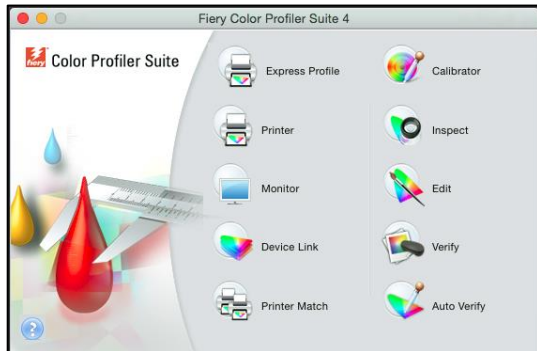 Fiery Color Profiler Suite 4
fiery Color Profiler Suite
Express Profile
Calibrator
Printer
Inspect
Monitor
Edit
Device Link
Verify
Printer Match
Auto Verify
?